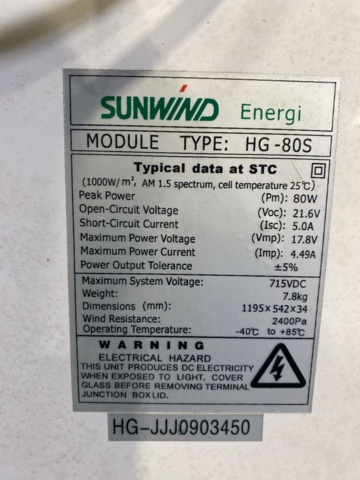 SUNWIND Energi
MODULE TYPE: HG-80S
Typical data at STC
(1000W/m², AM 1.5 spectrum, cell temperature 25℃)
Peak Power (Pm): 80W
Open-Circuit Voltage (Voc): 21.6V
Short-Circuit Current (Isc): 5.0A
Maximum Power Voltage (Vmp): 17.8V
Maximum Power Current (Imp): 4.49A
Power Output Tolerance ±5%
Maximum System Voltage: 715VDC
Weight: 7.8kg
Dimensions (mm): 1195×542×34
Wind Resistance: 2400Pa
Operating Temperature: -40℃ to +85℃
WARNING
ELECTRICAL HAZARD
THIS UNIT PRODUCES DC ELECTRICITY
WHEN EXPOSED TO LIGHT. COVER
GLASS BEFORE REMOVING TERMINAL
JUNCTION BOX LID.
HG-JJJ0903450